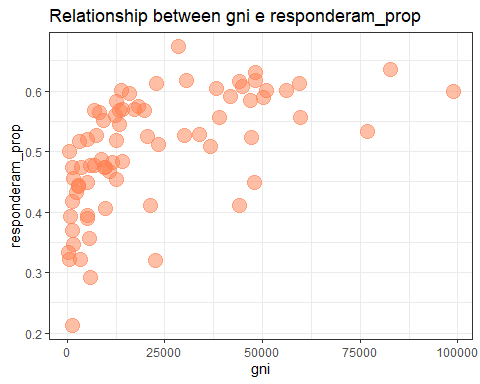 Relationship between gni e responderam_prop
responderam_prop
0.6
0.5
0.4
0.3
0.2
0 25000 50000 75000 100000
gni